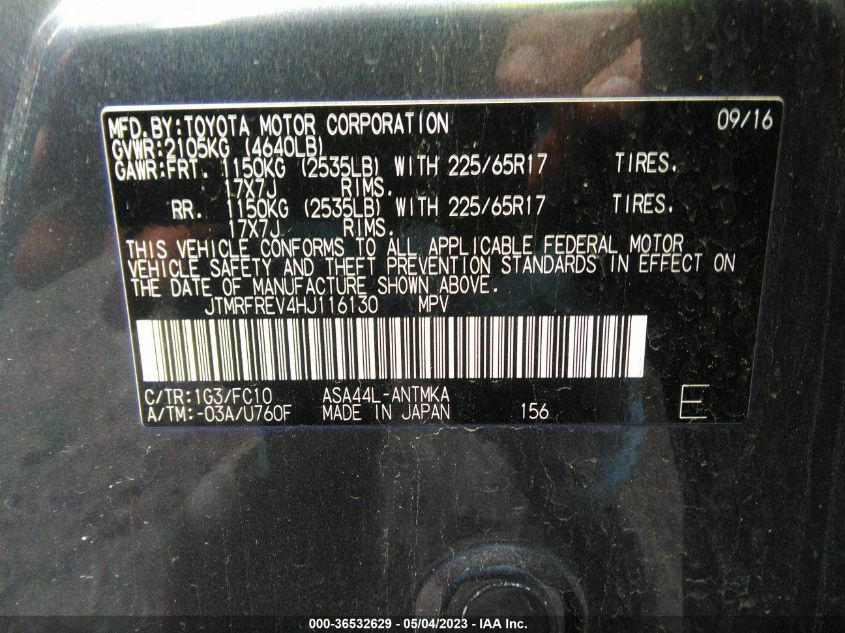 MFD.BY:TOYOTA MOTOR CORPORATION 09/16
GVWR:2105KG (4640LB)
GAWR:FRT. 1150KG (2535LB) WITH 225/65R17 TIRES.
17X7J RIMS.
RR. 1150KG (2535LB) WITH 225/65R17 TIRES.
17X7J RIMS.
THIS VEHICLE CONFORMS TO ALL APPLICABLE FEDERAL MOTOR
VEHICLE SAFETY AND THEFT PREVENTION STANDARDS IN EFFECT ON
THE DATE OF MANUFACTURE SHOWN ABOVE.
JTMRFREV4HJ116130 MPV
C/TR:1G3/FC10 ASA44L-ANTMKA
A/TM:-03A/U760F MADE IN JAPAN 156 E
000-36532629 - 05/04/2023 - IAA Inc.